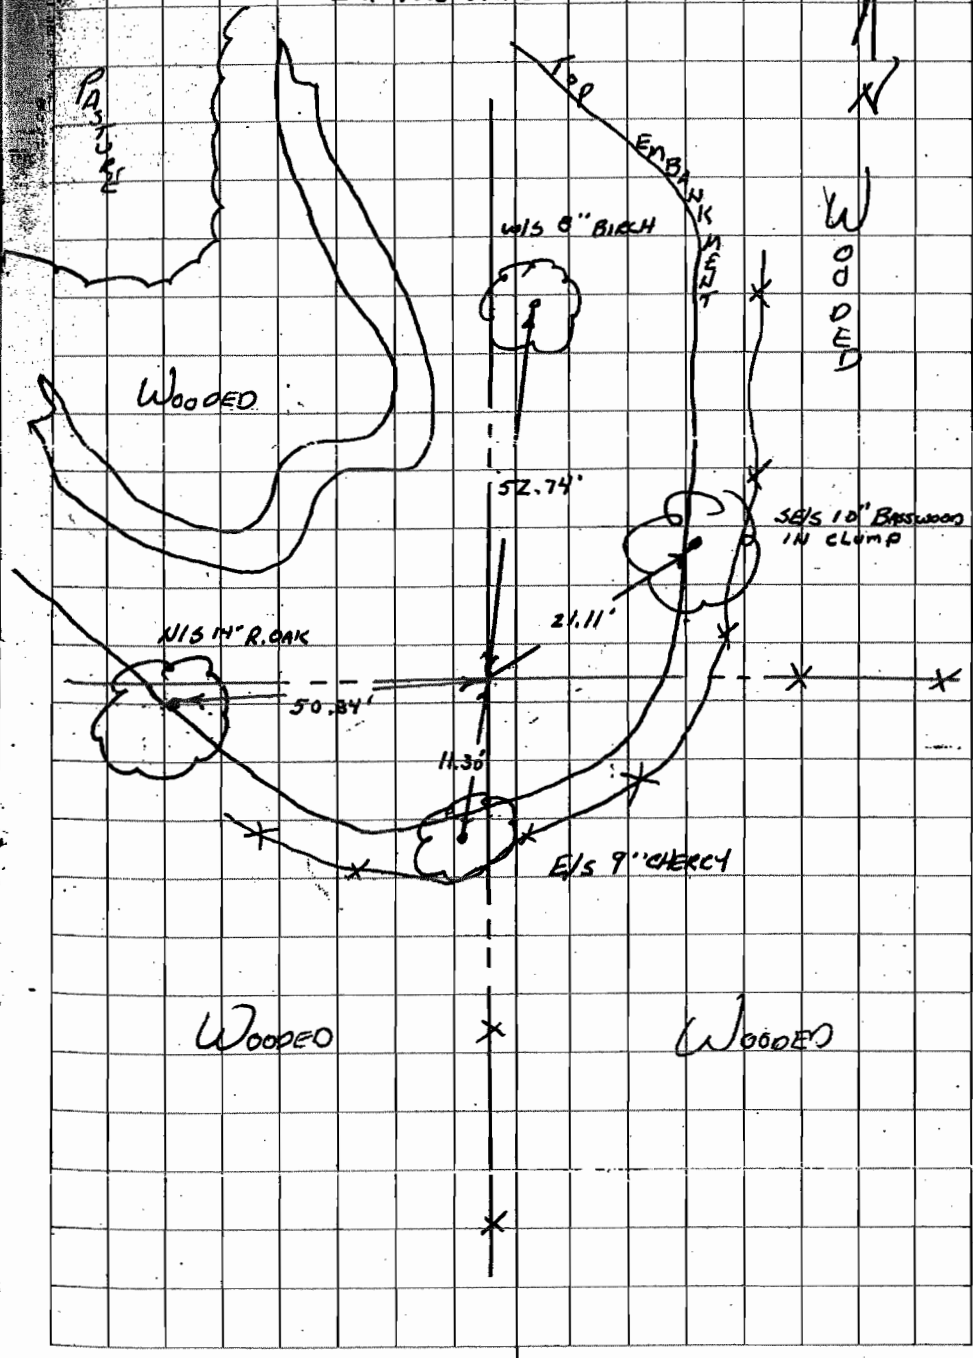 N
PASTURE
TOP EMBANKMENT
WOODED
W/S 8" BIRCH
WOODED
52.74'
SE/S 10" BASSWOOD
IN CLUMP
21.11'
N/S 14" R.OAK
50.84'
11.30'
E/S 9" CHERRY
WOODED
WOODED